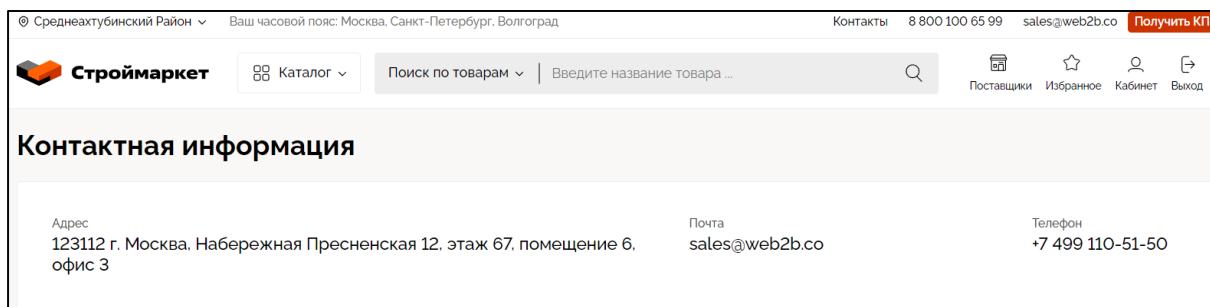 Среднеахтубинский Район Ваш часовой пояс: Москва, Санкт-Петербург, Волгоград Контакты 8 800 100 65 99 sales@web2b.co Получить КП
Строймаркет Каталог Поиск по товарам Введите название товара ... Поставщики Избранное Кабинет Выход
Контактная информация
Адрес Почта Телефон
123112 г. Москва, Набережная Пресненская 12, этаж 67, помещение 6, sales@web2b.co +7 499 110-51-50
офис 3